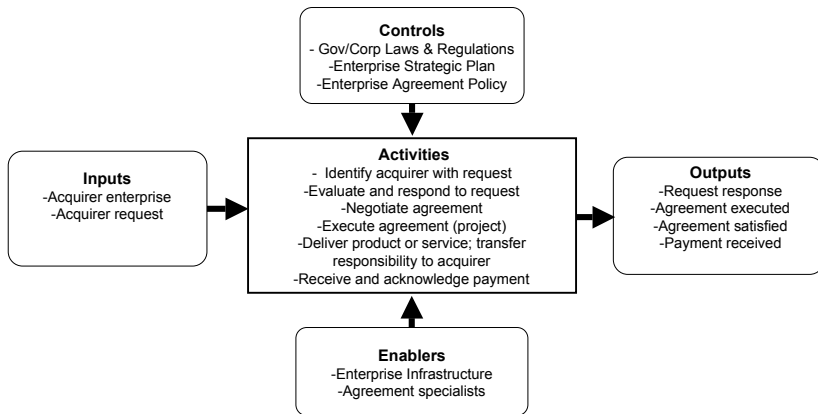 Controls
- Gov/Corp Laws & Regulations
-Enterprise Strategic Plan
-Enterprise Agreement Policy
Inputs
-Acquirer enterprise
-Acquirer request
Activities
- Identify acquirer with request
-Evaluate and respond to request
-Negotiate agreement
-Execute agreement (project)
-Deliver product or service; transfer
responsibility to acquirer
-Receive and acknowledge payment
Outputs
-Request response
-Agreement executed
-Agreement satisfied
-Payment received
Enablers
-Enterprise Infrastructure
-Agreement specialists